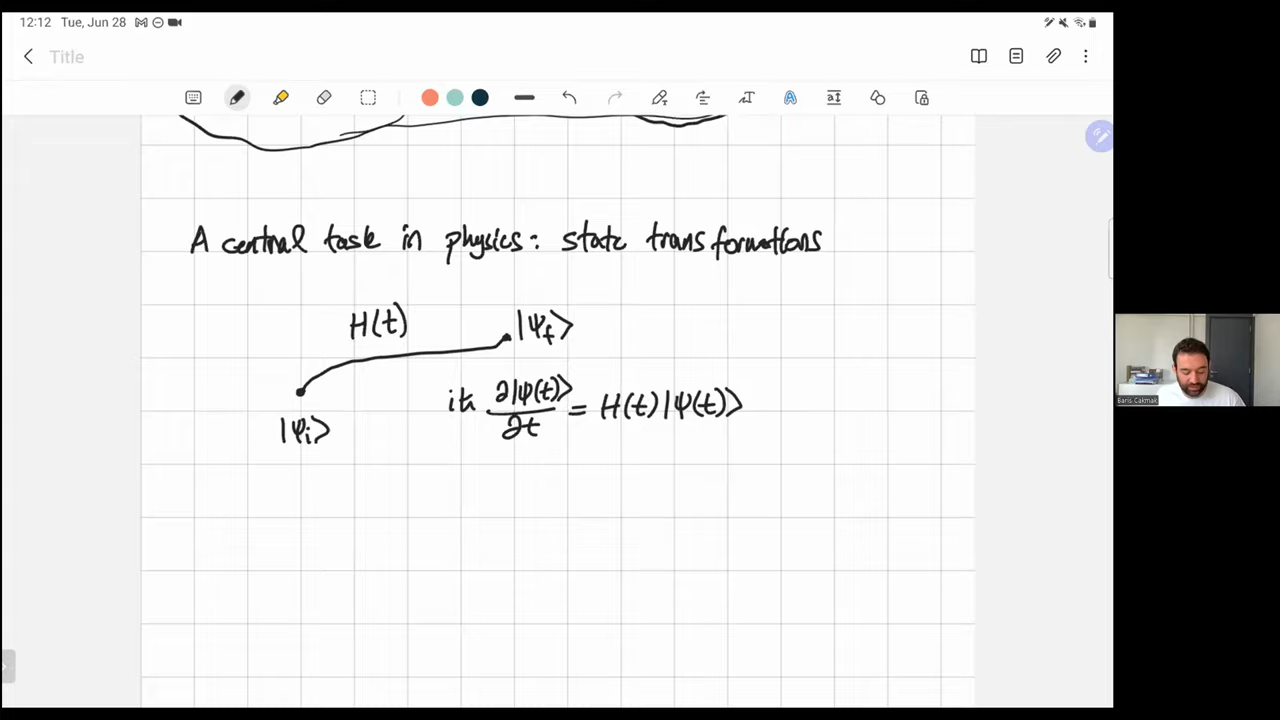 12:12 Tue, Jun 28
Title
A central task in physics: state transformations
H(t) |ψf⟩
|ψi⟩
iħ ∂|ψ(t)⟩/∂t = H(t)|ψ(t)⟩
Baris Cakmak